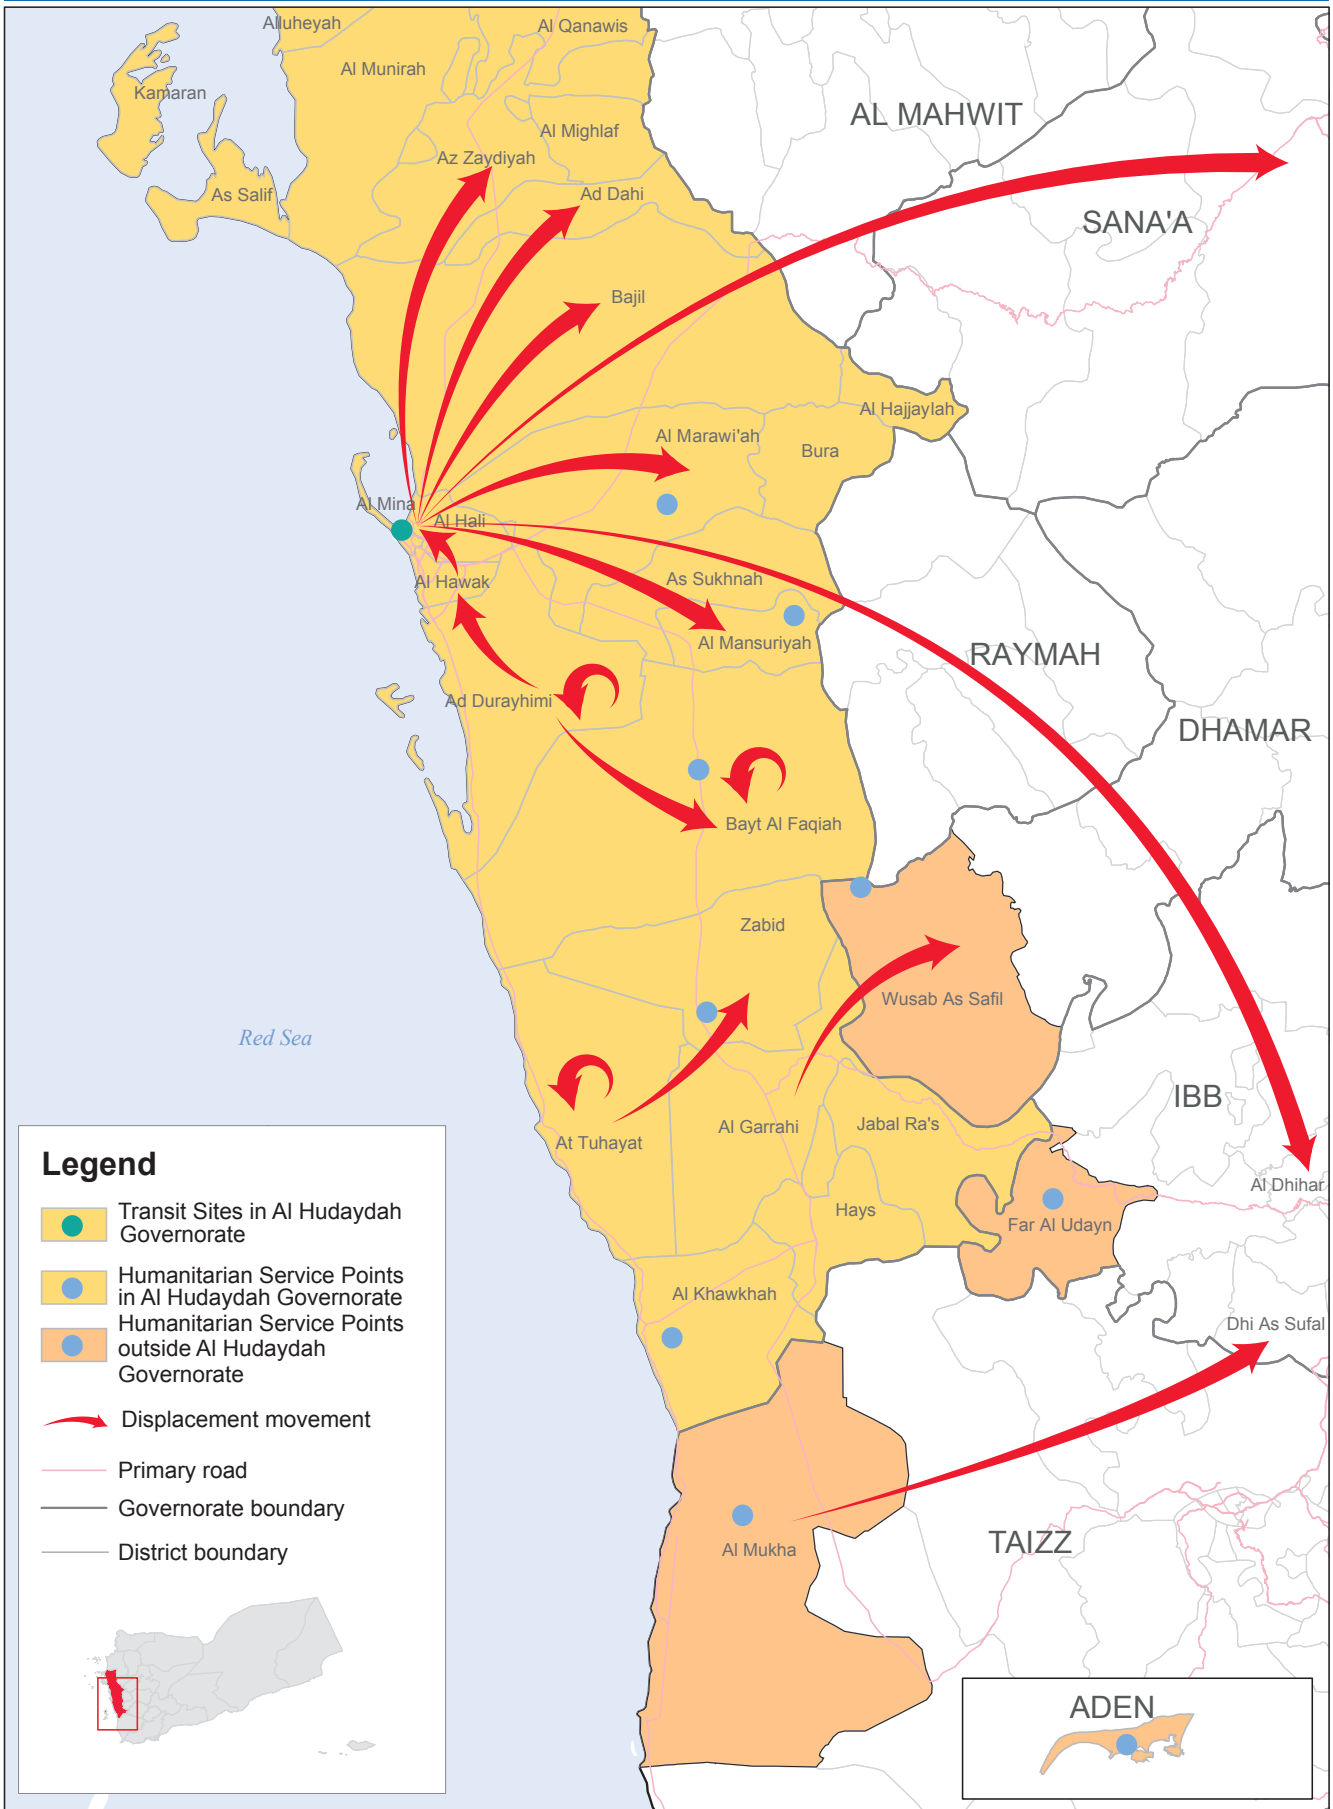 Alluheyah
Al Qanawis
Al Munirah
Kamaran
AL MAHWIT
Al Mighlaf
Az Zaydiyah
As Salif
Ad Dahi
SANA'A
Bajil
Al Hajjaylah
Al Marawi'ah
Bura
Al Mina
Al Hali
Al Hawak
As Sukhnah
Al Mansuriyah
RAYMAH
Ad Durayhimi
DHAMAR
Bayt Al Faqiah
Zabid
Wusab As Safil
Red Sea
IBB
At Tuhayat
Al Garrahi
Jabal Ra's
Al Dhihar
Hays
Far Al Udayn
Al Khawkhah
Dhi As Sufal
TAIZZ
Al Mukha
ADEN
Legend
Transit Sites in Al Hudaydah
Governorate
Humanitarian Service Points
in Al Hudaydah Governorate
Humanitarian Service Points
outside Al Hudaydah
Governorate
Displacement movement
Primary road
Governorate boundary
District boundary